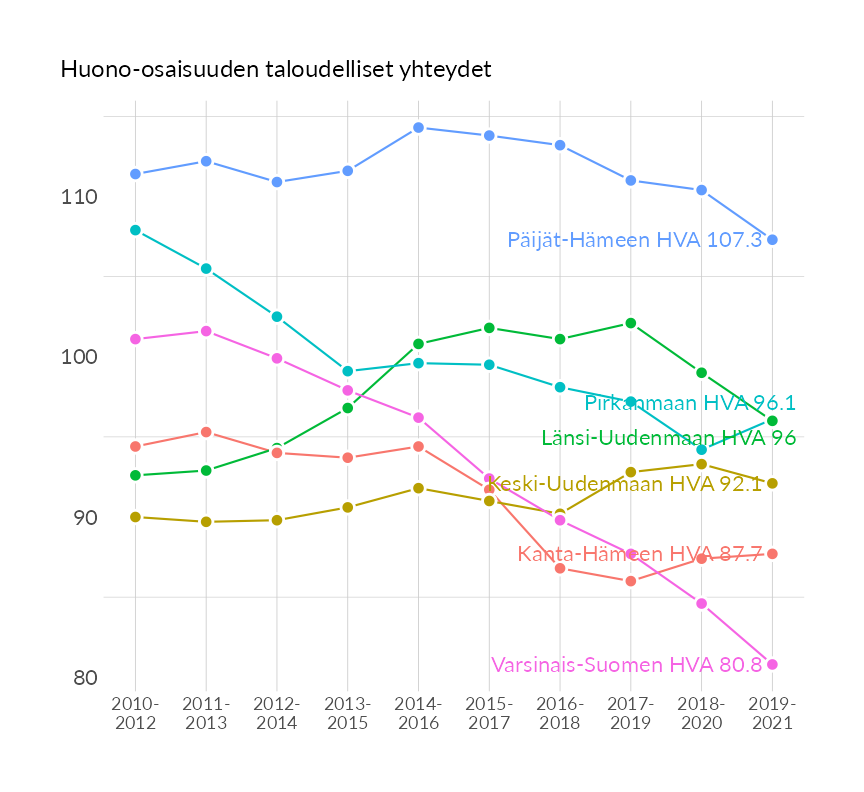 Huono-osaisuuden taloudelliset yhteydet
110
100
90
80
Päijät-Hämeen HVA 107.3
Pirkanmaan HVA 96.1
Länsi-Uudenmaan HVA 96
Keski-Uudenmaan HVA 92.1
Kanta-Hämeen HVA 87.7
Varsinais-Suomen HVA 80.8
2010- 2011- 2012- 2013- 2014- 2015- 2016- 2017- 2018- 2019-
2012 2013 2014 2015 2016 2017 2018 2019 2020 2021